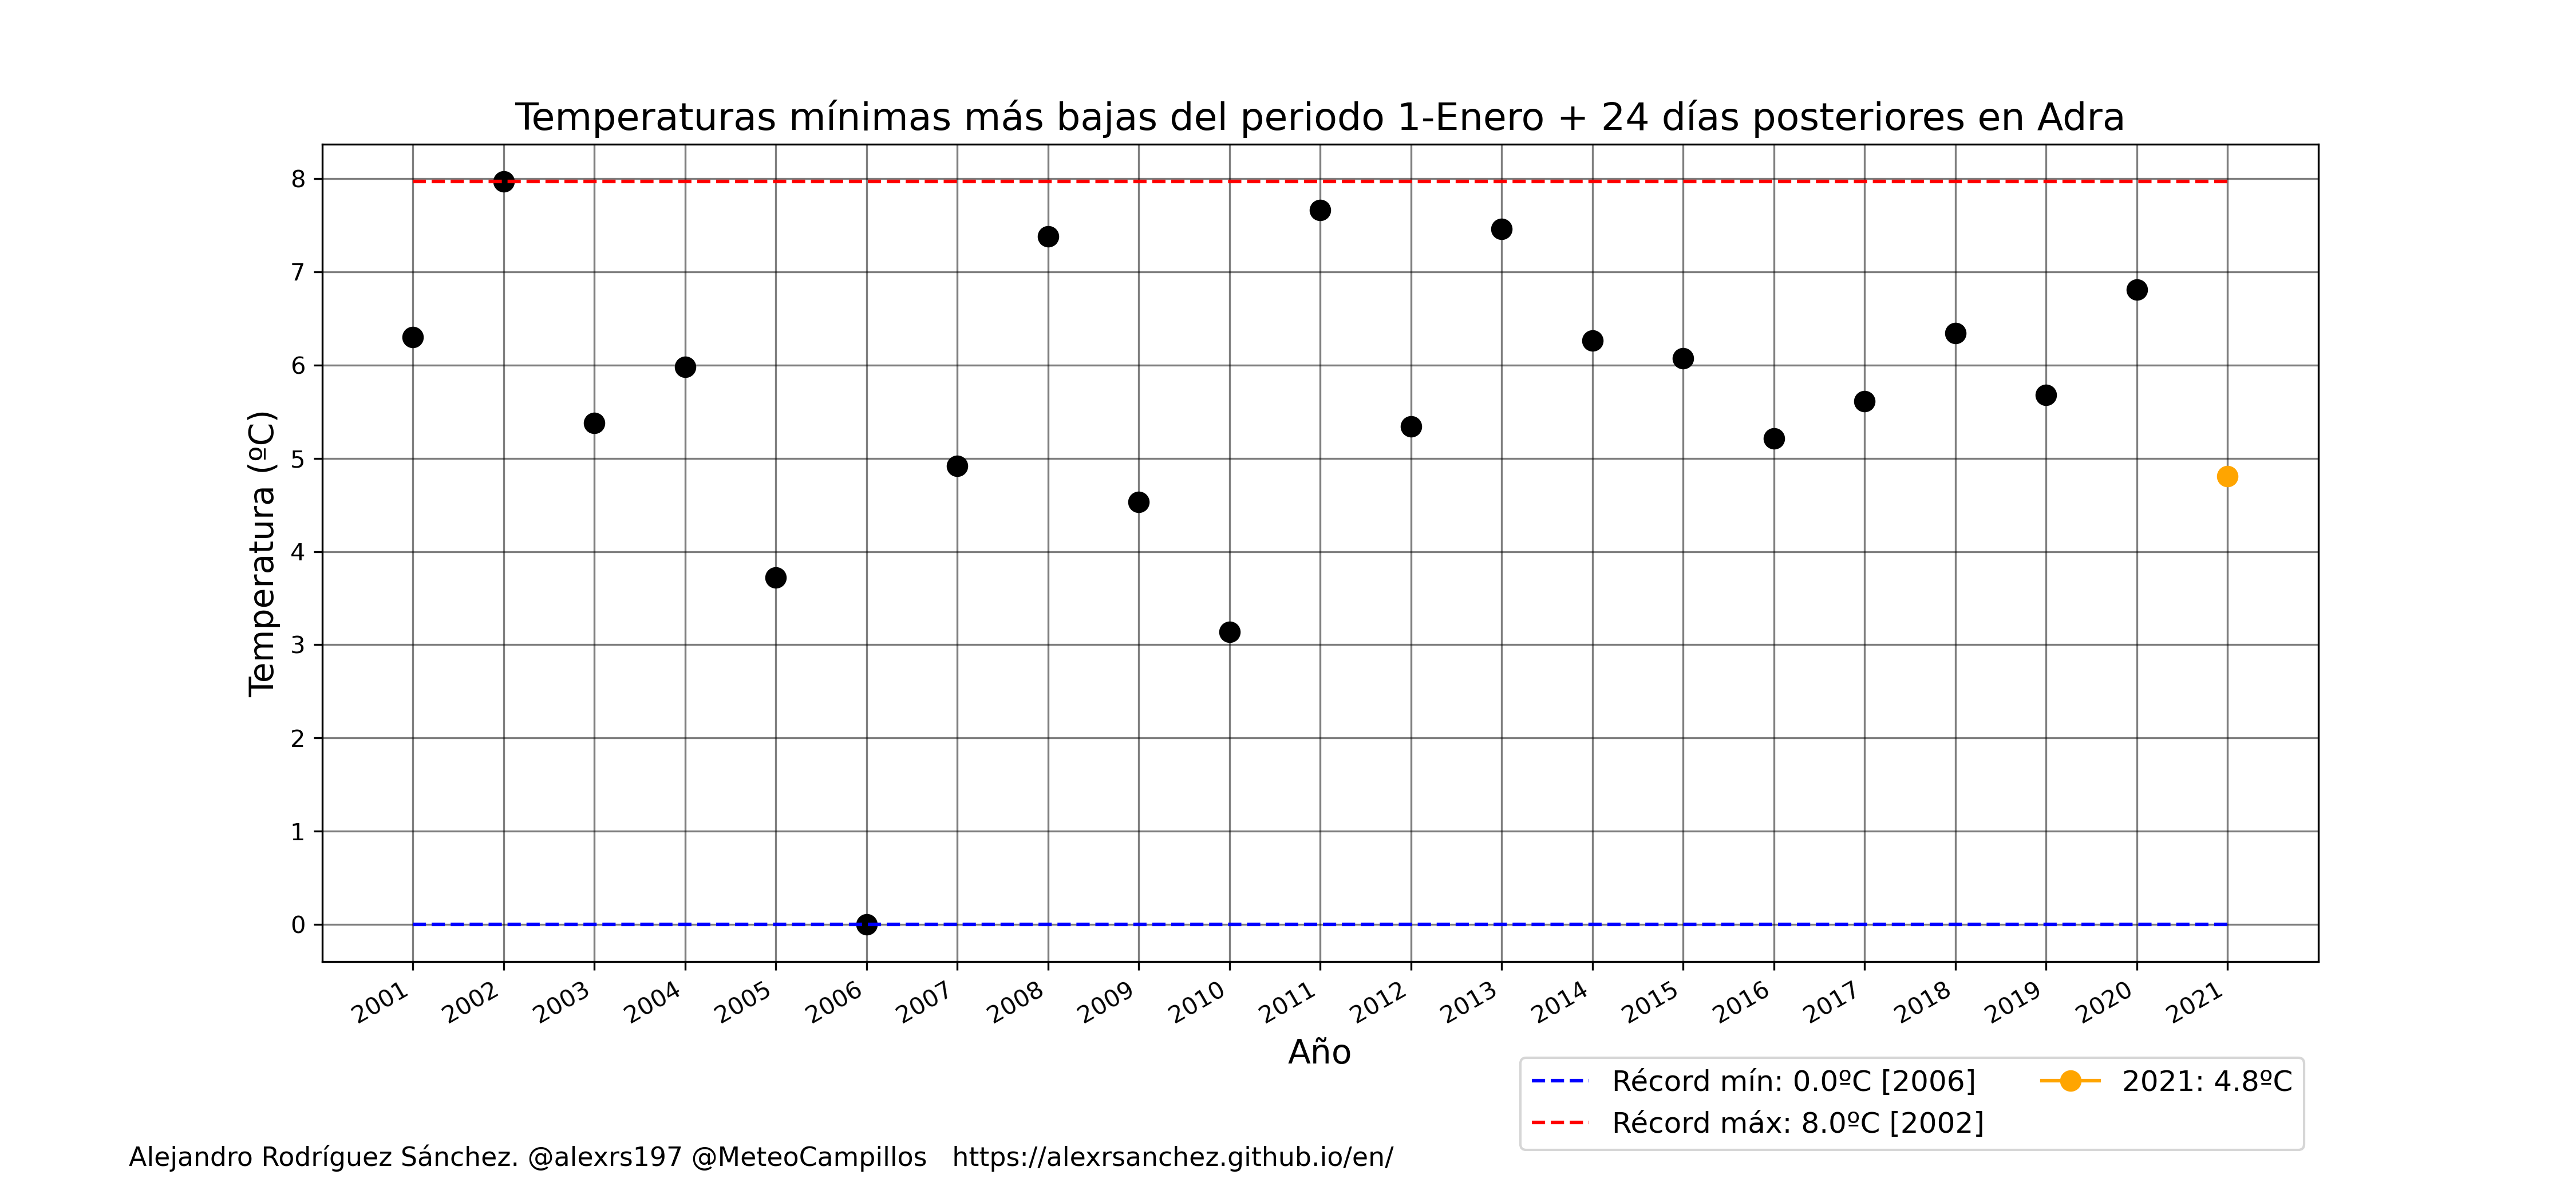 Temperaturas mínimas más bajas del periodo 1-Enero + 24 días posteriores en Adra
Temperatura (ºC)
8
7
6
5
4
3
2
1
0
2001 2002 2003 2004 2005 2006 2007 2008 2009 2010 2011 2012 2013 2014 2015 2016 2017 2018 2019 2020 2021
Año
Récord mín: 0.0ºC [2006]
Récord máx: 8.0ºC [2002]
2021: 4.8ºC
Alejandro Rodríguez Sánchez. @alexrs197 @MeteoCampillos https://alexrsanchez.github.io/en/